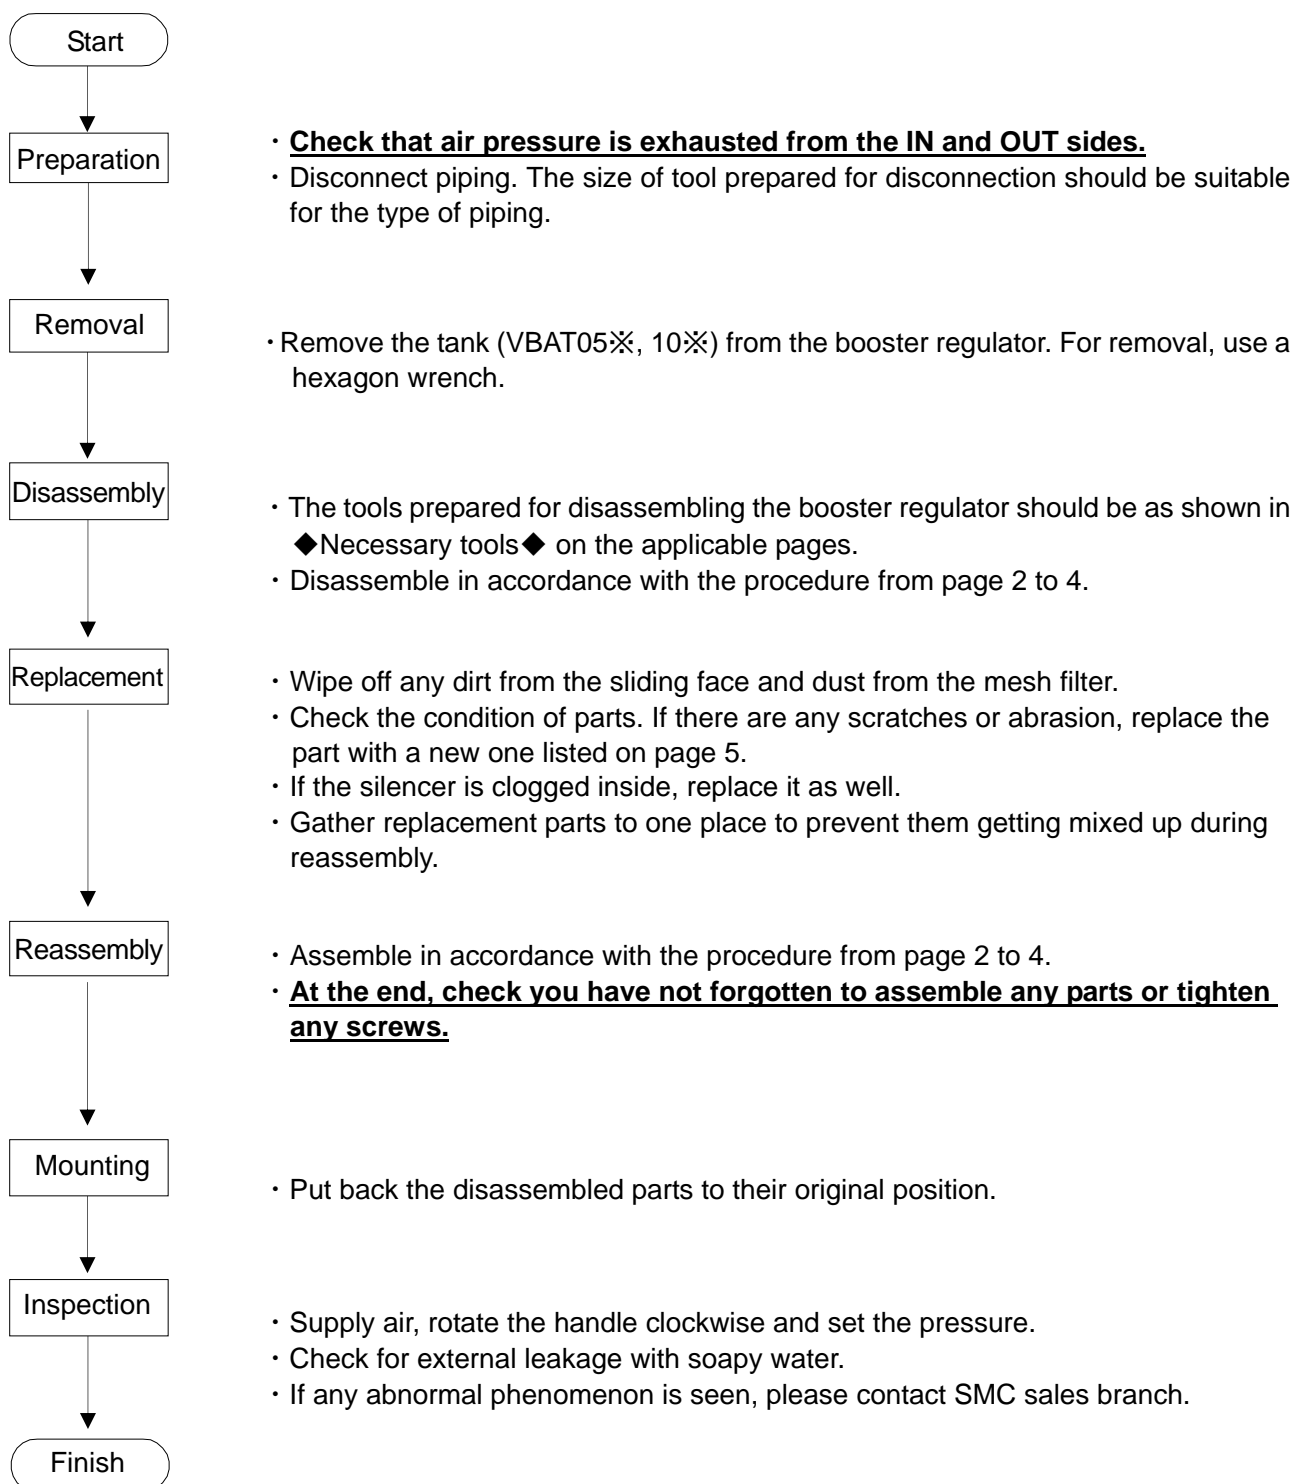 Start
Preparation
・Check that air pressure is exhausted from the IN and OUT sides.
・Disconnect piping. The size of tool prepared for disconnection should be suitable
for the type of piping.
Removal
・Remove the tank (VBAT05※, 10※) from the booster regulator. For removal, use a
hexagon wrench.
Disassembly
・The tools prepared for disassembling the booster regulator should be as shown in
◆Necessary tools◆ on the applicable pages.
・Disassemble in accordance with the procedure from page 2 to 4.
Replacement
・Wipe off any dirt from the sliding face and dust from the mesh filter.
・Check the condition of parts. If there are any scratches or abrasion, replace the
part with a new one listed on page 5.
・If the silencer is clogged inside, replace it as well.
・Gather replacement parts to one place to prevent them getting mixed up during
reassembly.
Reassembly
・Assemble in accordance with the procedure from page 2 to 4.
・At the end, check you have not forgotten to assemble any parts or tighten
any screws.
Mounting
・Put back the disassembled parts to their original position.
Inspection
・Supply air, rotate the handle clockwise and set the pressure.
・Check for external leakage with soapy water.
・If any abnormal phenomenon is seen, please contact SMC sales branch.
Finish